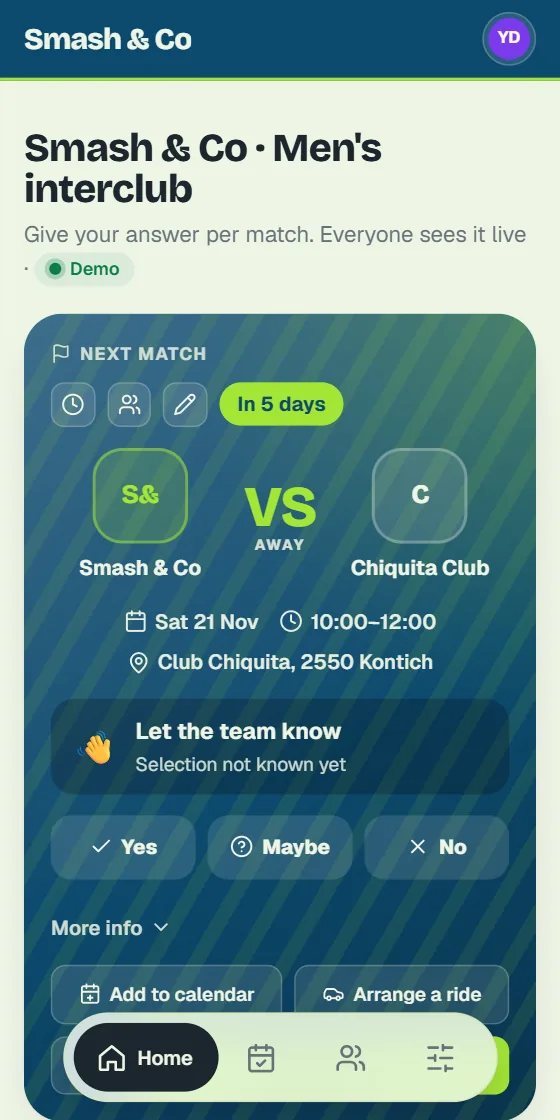 Smash & Co
YD
Smash & Co · Men's
interclub
Give your answer per match. Everyone sees it live
· Demo
NEXT MATCH
In 5 days
S&
VS
C
AWAY
Smash & Co
Chiquita Club
Sat 21 Nov 10:00–12:00
Club Chiquita, 2550 Kontich
Let the team know
Selection not known yet
Yes
Maybe
No
More info
Add to calendar
Arrange a ride
Home